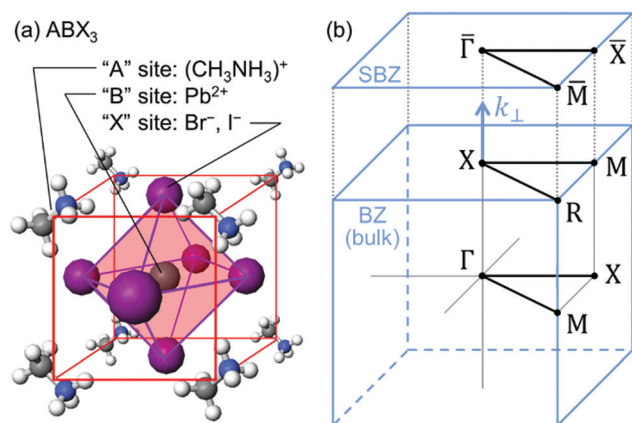 (a) ABX₃
"A" site: (CH₃NH₃)⁺
"B" site: Pb²⁺
"X" site: Br⁻, I⁻
(b)
Γ̄
X̄
M̄
SBZ
k⊥
X
M
R
BZ
(bulk)
Γ
X
M